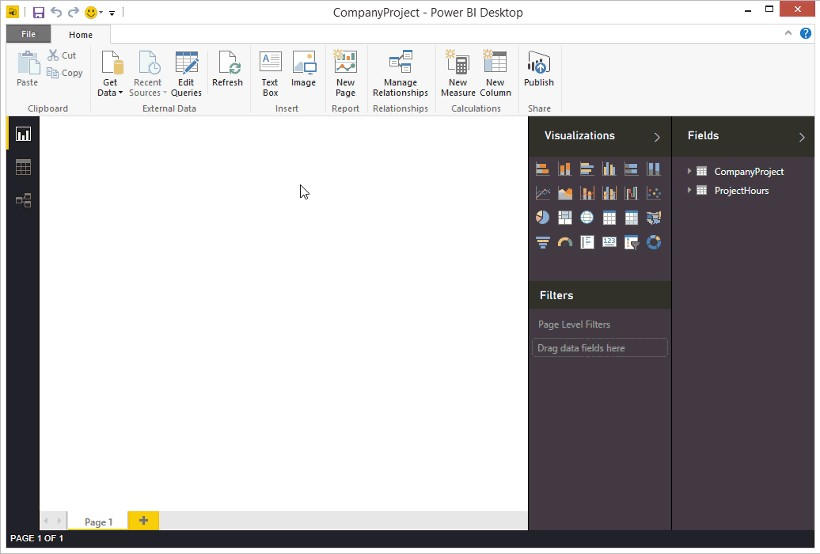 CompanyProject - Power BI Desktop
File
Home
Paste
Cut
Copy
Get Data
Recent Sources
Edit Queries
Refresh
Text Box
Image
New Page
Manage Relationships
New Measure
New Column
Publish
Clipboard
External Data
Insert
Report
Relationships
Calculations
Share
Visualizations
Fields
CompanyProject
ProjectHours
123
Filters
Page Level Filters
Drag data fields here
Page 1
PAGE 1 OF 1